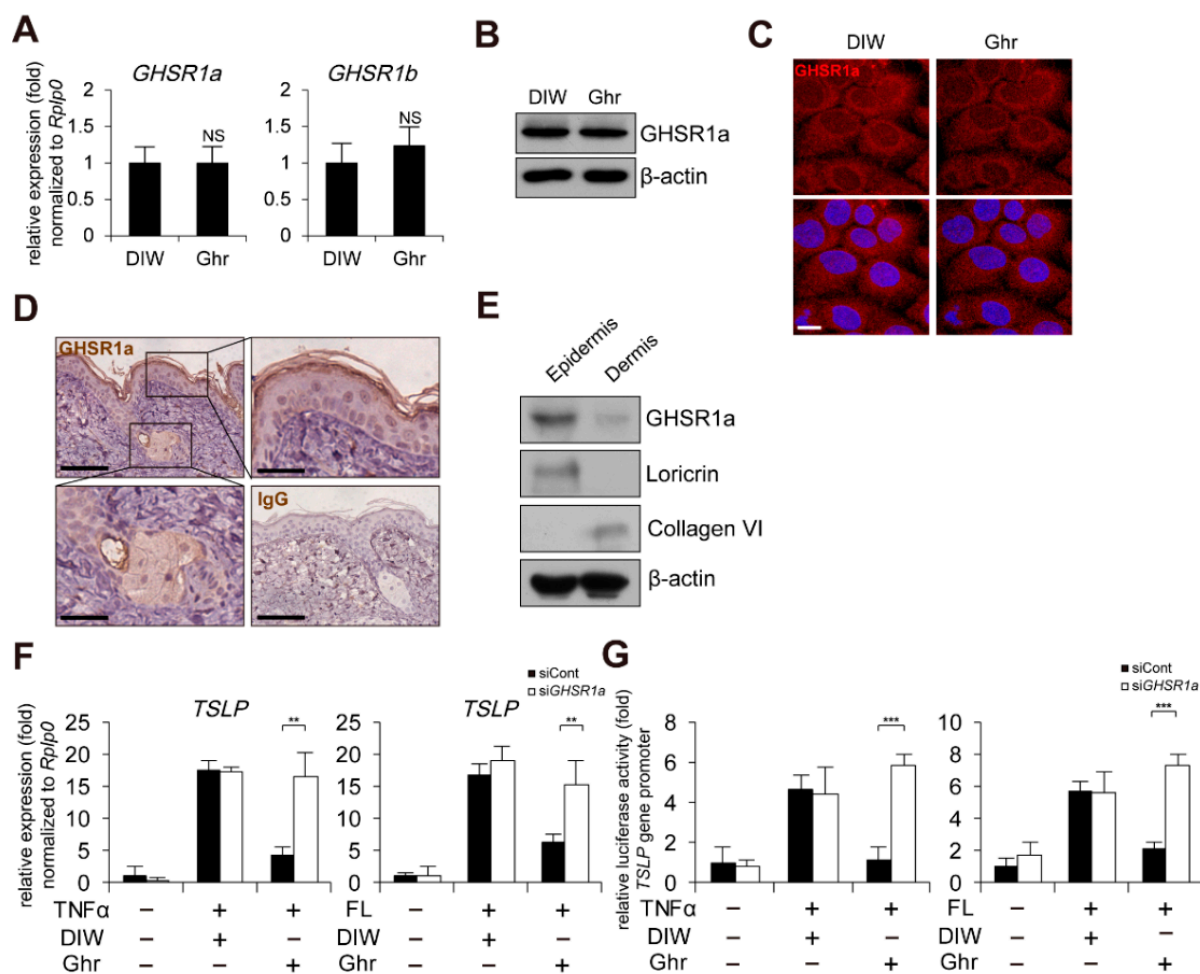 A
GHSR1a
GHSR1b
relative expression (fold)
normalized to Rplp0
2
1.5
1
0.5
0
NS
DIW
Ghr
2
1.5
1
0.5
0
NS
DIW
Ghr
B
DIW Ghr
GHSR1a
β-actin
C
DIW
Ghr
GHSR1a
D
GHSR1a
IgG
E
Epidermis
Dermis
GHSR1a
Loricrin
Collagen VI
β-actin
F
siCont
siGHSR1a
relative expression (fold)
normalized to Rplp0
TSLP
25
20
15
10
5
0
**
TNFα − + +
DIW − + −
Ghr − − +
TSLP
25
20
15
10
5
0
**
FL − + +
DIW − + −
Ghr − − +
G
siCont
siGHSR1a
relative luciferase activity (fold)
TSLP gene promoter
8
6
4
2
0
***
TNFα − + +
DIW − + −
Ghr − − +
10
8
6
4
2
0
***
FL − + +
DIW − + −
Ghr − − +